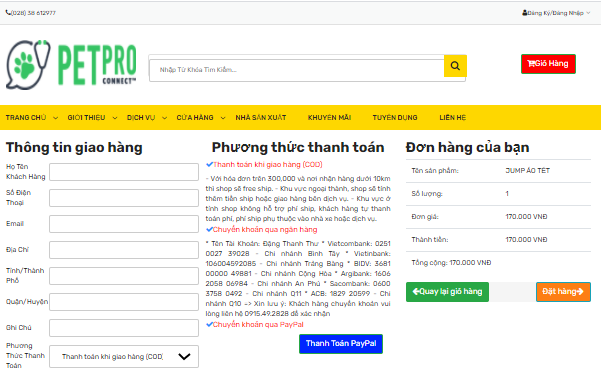 (028) 38 612977
Đăng Ký/Đăng Nhập
PETPRO
CONNECT™
Nhập Từ Khóa Tìm Kiếm...
Giỏ Hàng
TRANG CHỦ
GIỚI THIỆU
DỊCH VỤ
CỬA HÀNG
NHÀ SẢN XUẤT
KHUYẾN MÃI
TUYỂN DỤNG
LIÊN HỆ
Thông tin giao hàng
Họ Tên
Khách Hàng
Số Điện
Thoại
Email
Địa Chỉ
Tỉnh/Thành
Phố
Quận/Huyện
Ghi Chú
Phương
Thức Thanh
Toán
Thanh toán khi giao hàng (COD)
Phương thức thanh toán
Thanh toán khi giao hàng (COD)
- Với hóa đơn trên 300,000 và nơi nhận hàng dưới 10km
thì shop sẽ free ship. - Khu vực ngoại thành, shop sẽ tính
thêm tiền ship hoặc giao hàng bên dịch vụ. - Khu vực ở
tỉnh shop không hỗ trợ phí ship, khách hàng tự thanh
toán phí, phí ship phụ thuộc vào nhà xe hoặc dịch vụ.
Chuyển khoản qua ngân hàng
* Tên Tài Khoản: Đặng Thanh Thư * Vietcombank: 0251
0027 39028 - Chi nhánh Bình Tây * Vietinbank:
106004592085 - Chi nhánh Tràng Bảng * BIDV: 3681
00000 49881 - Chi nhánh Cộng Hòa * Argibank: 1606
2058 06984 - Chi nhánh An Phú * Sacombank: 0600
3758 0492 - Chi nhánh Q11 * ACB: 1829 20599 - Chi
nhánh Q10 => Xin lưu ý: Khách hàng chuyển khoản vui
lòng liên hệ 0915.49.2828 để xác nhận
Chuyển khoản qua PayPal
Thanh Toán PayPal
Đơn hàng của bạn
Tên sản phẩm: JUMP ÁO TẾT
Số lượng: 1
Đơn giá: 170.000 VNĐ
Thành tiền: 170.000 VNĐ
Tổng cộng: 170.000 VNĐ
Quay lại giỏ hàng
Đặt hàng